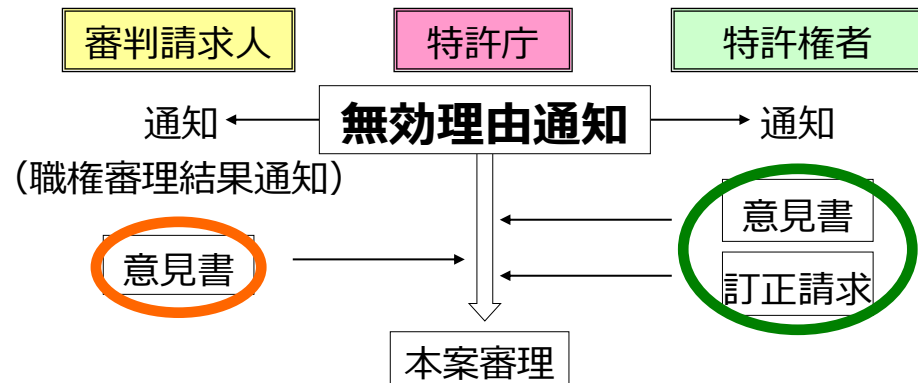 審判請求人
特許庁
特許権者
通知
無効理由通知
通知
（職権審理結果通知）
意見書
意見書
訂正請求
本案審理